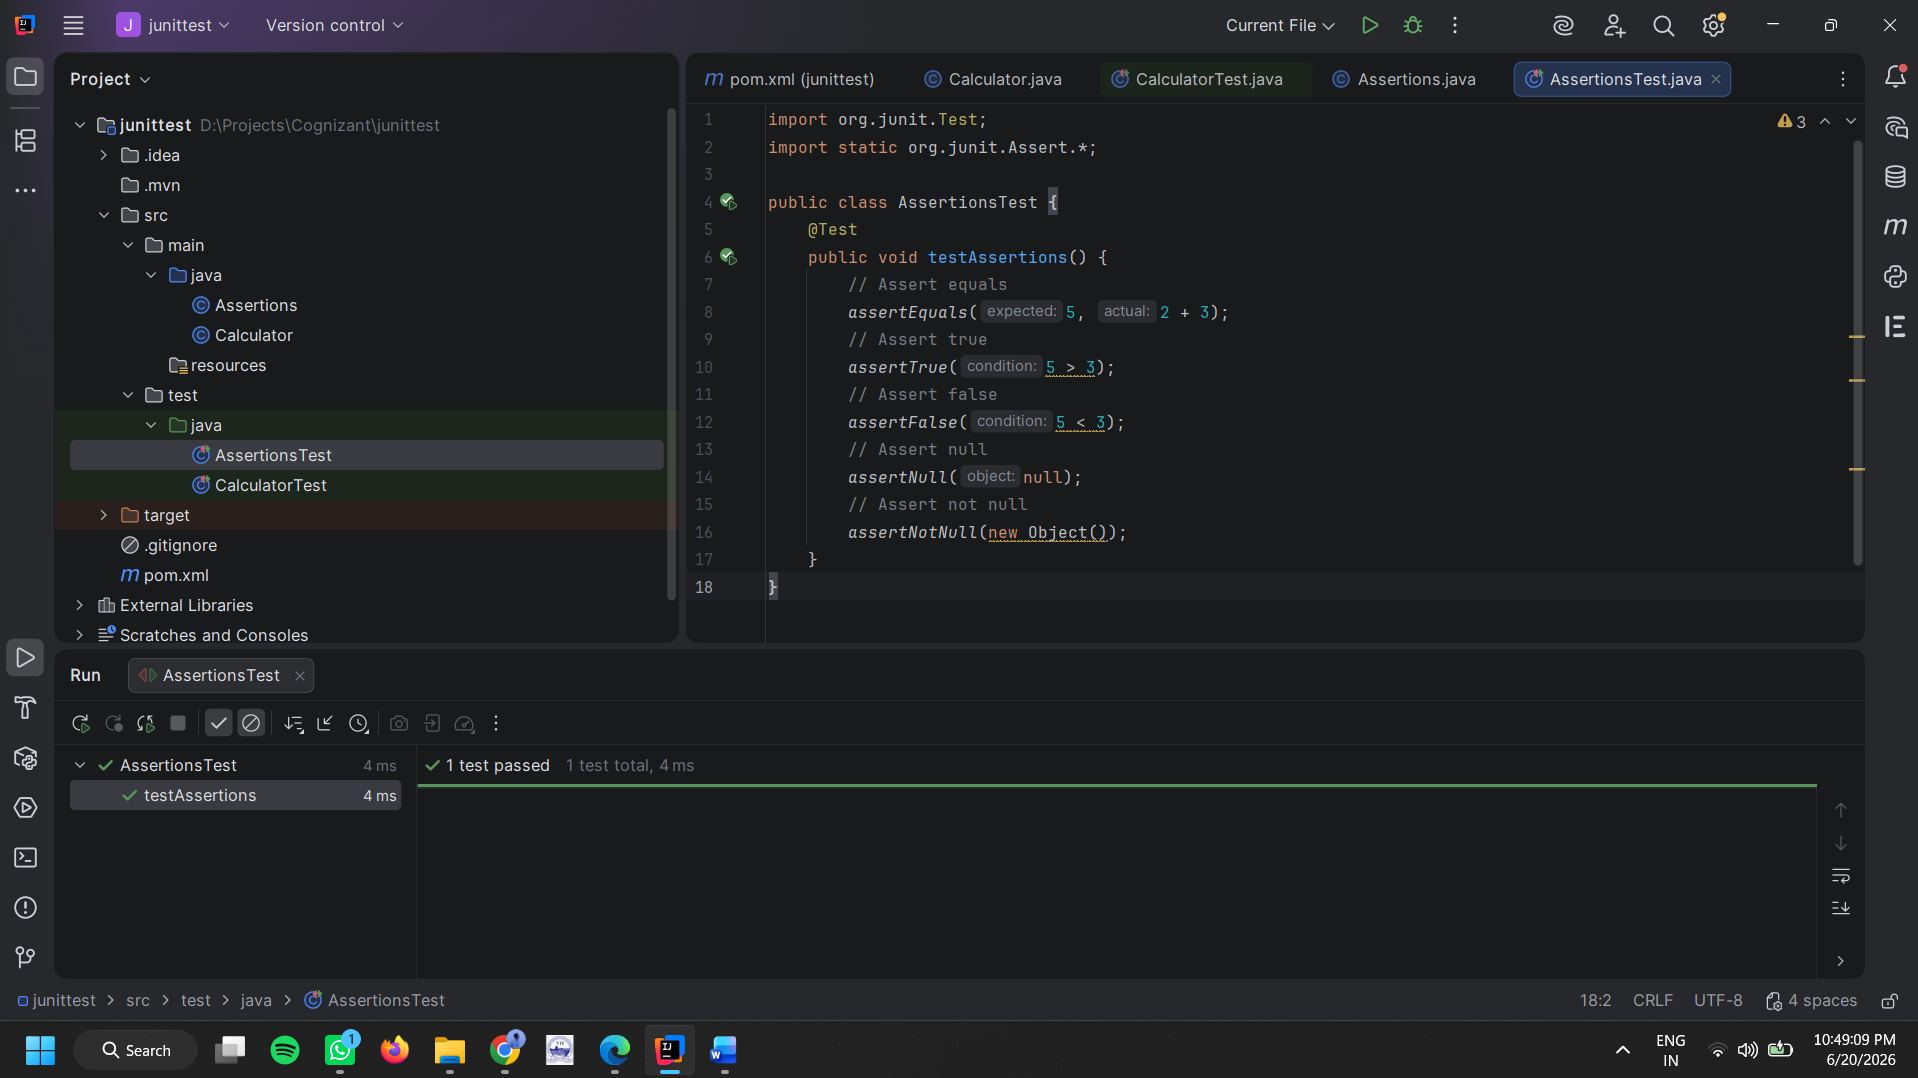 J junittest Version control Current File
Project
junittest D:\Projects\Cognizant\junittest
.idea
.mvn
src
main
java
Assertions
Calculator
resources
test
java
AssertionsTest
CalculatorTest
target
.gitignore
m pom.xml
External Libraries
Scratches and Consoles
m pom.xml (junittest) Calculator.java CalculatorTest.java Assertions.java AssertionsTest.java
3
1 import org.junit.Test;
2 import static org.junit.Assert.*;
3
4 public class AssertionsTest {
5 @Test
6 public void testAssertions() {
7 // Assert equals
8 assertEquals( expected: 5, actual: 2 + 3);
9 // Assert true
10 assertTrue( condition: 5 > 3);
11 // Assert false
12 assertFalse( condition: 5 < 3);
13 // Assert null
14 assertNull( object: null);
15 // Assert not null
16 assertNotNull(new Object());
17 }
18 }
Run AssertionsTest
AssertionsTest 4 ms
testAssertions 4 ms
1 test passed 1 test total, 4 ms
junittest > src > test > java > AssertionsTest
18:2 CRLF UTF-8 4 spaces
Search
1
ENG
IN
10:49:09 PM
6/20/2026